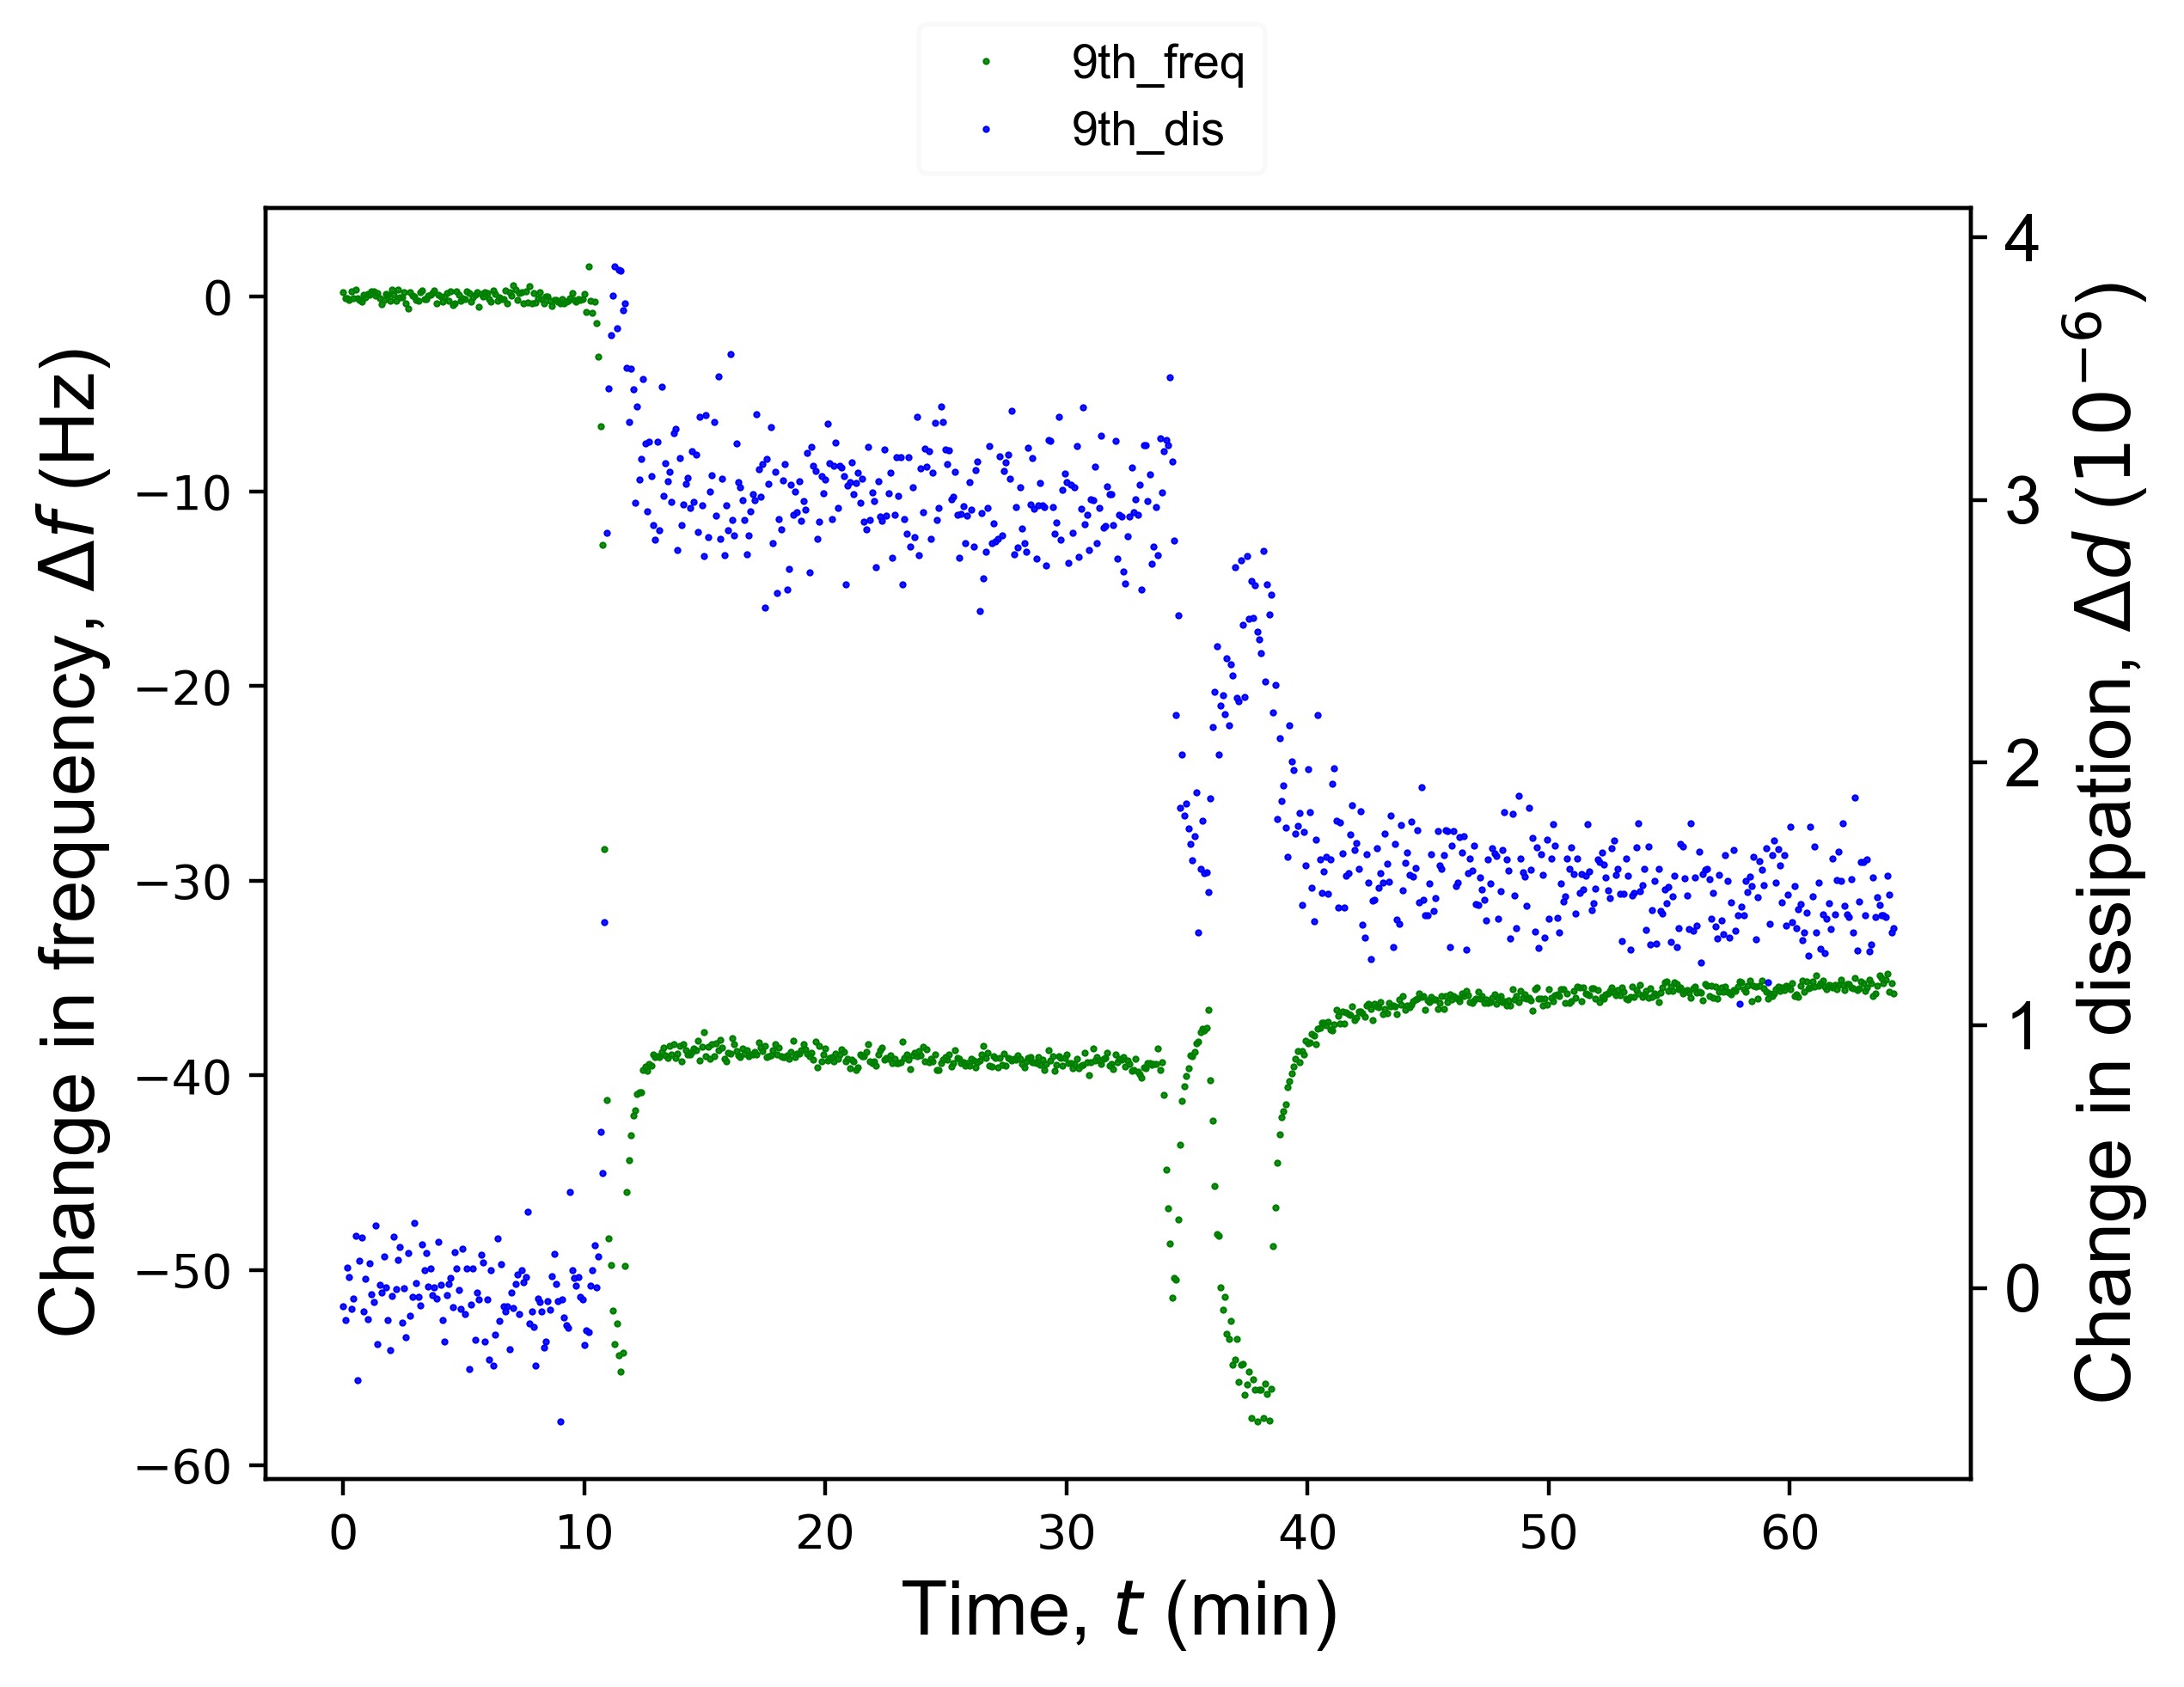 9th_freq
9th_dis
Change in frequency, Δf (Hz)
0
−10
−20
−30
−40
−50
−60
4
3
2
1
0
Change in dissipation, Δd (10⁻⁶)
0 10 20 30 40 50 60
Time, t (min)